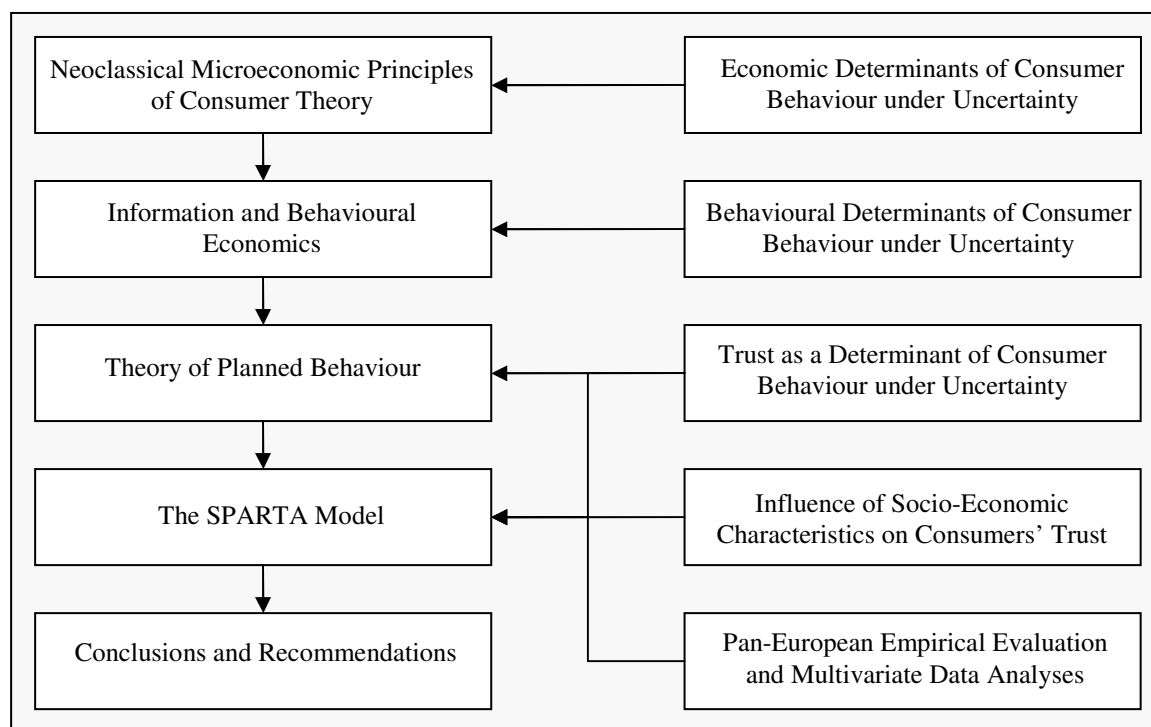 Neoclassical Microeconomic Principles
of Consumer Theory
Economic Determinants of Consumer
Behaviour under Uncertainty
Information and Behavioural
Economics
Behavioural Determinants of Consumer
Behaviour under Uncertainty
Theory of Planned Behaviour
Trust as a Determinant of Consumer
Behaviour under Uncertainty
The SPARTA Model
Influence of Socio-Economic
Characteristics on Consumers’ Trust
Conclusions and Recommendations
Pan-European Empirical Evaluation
and Multivariate Data Analyses